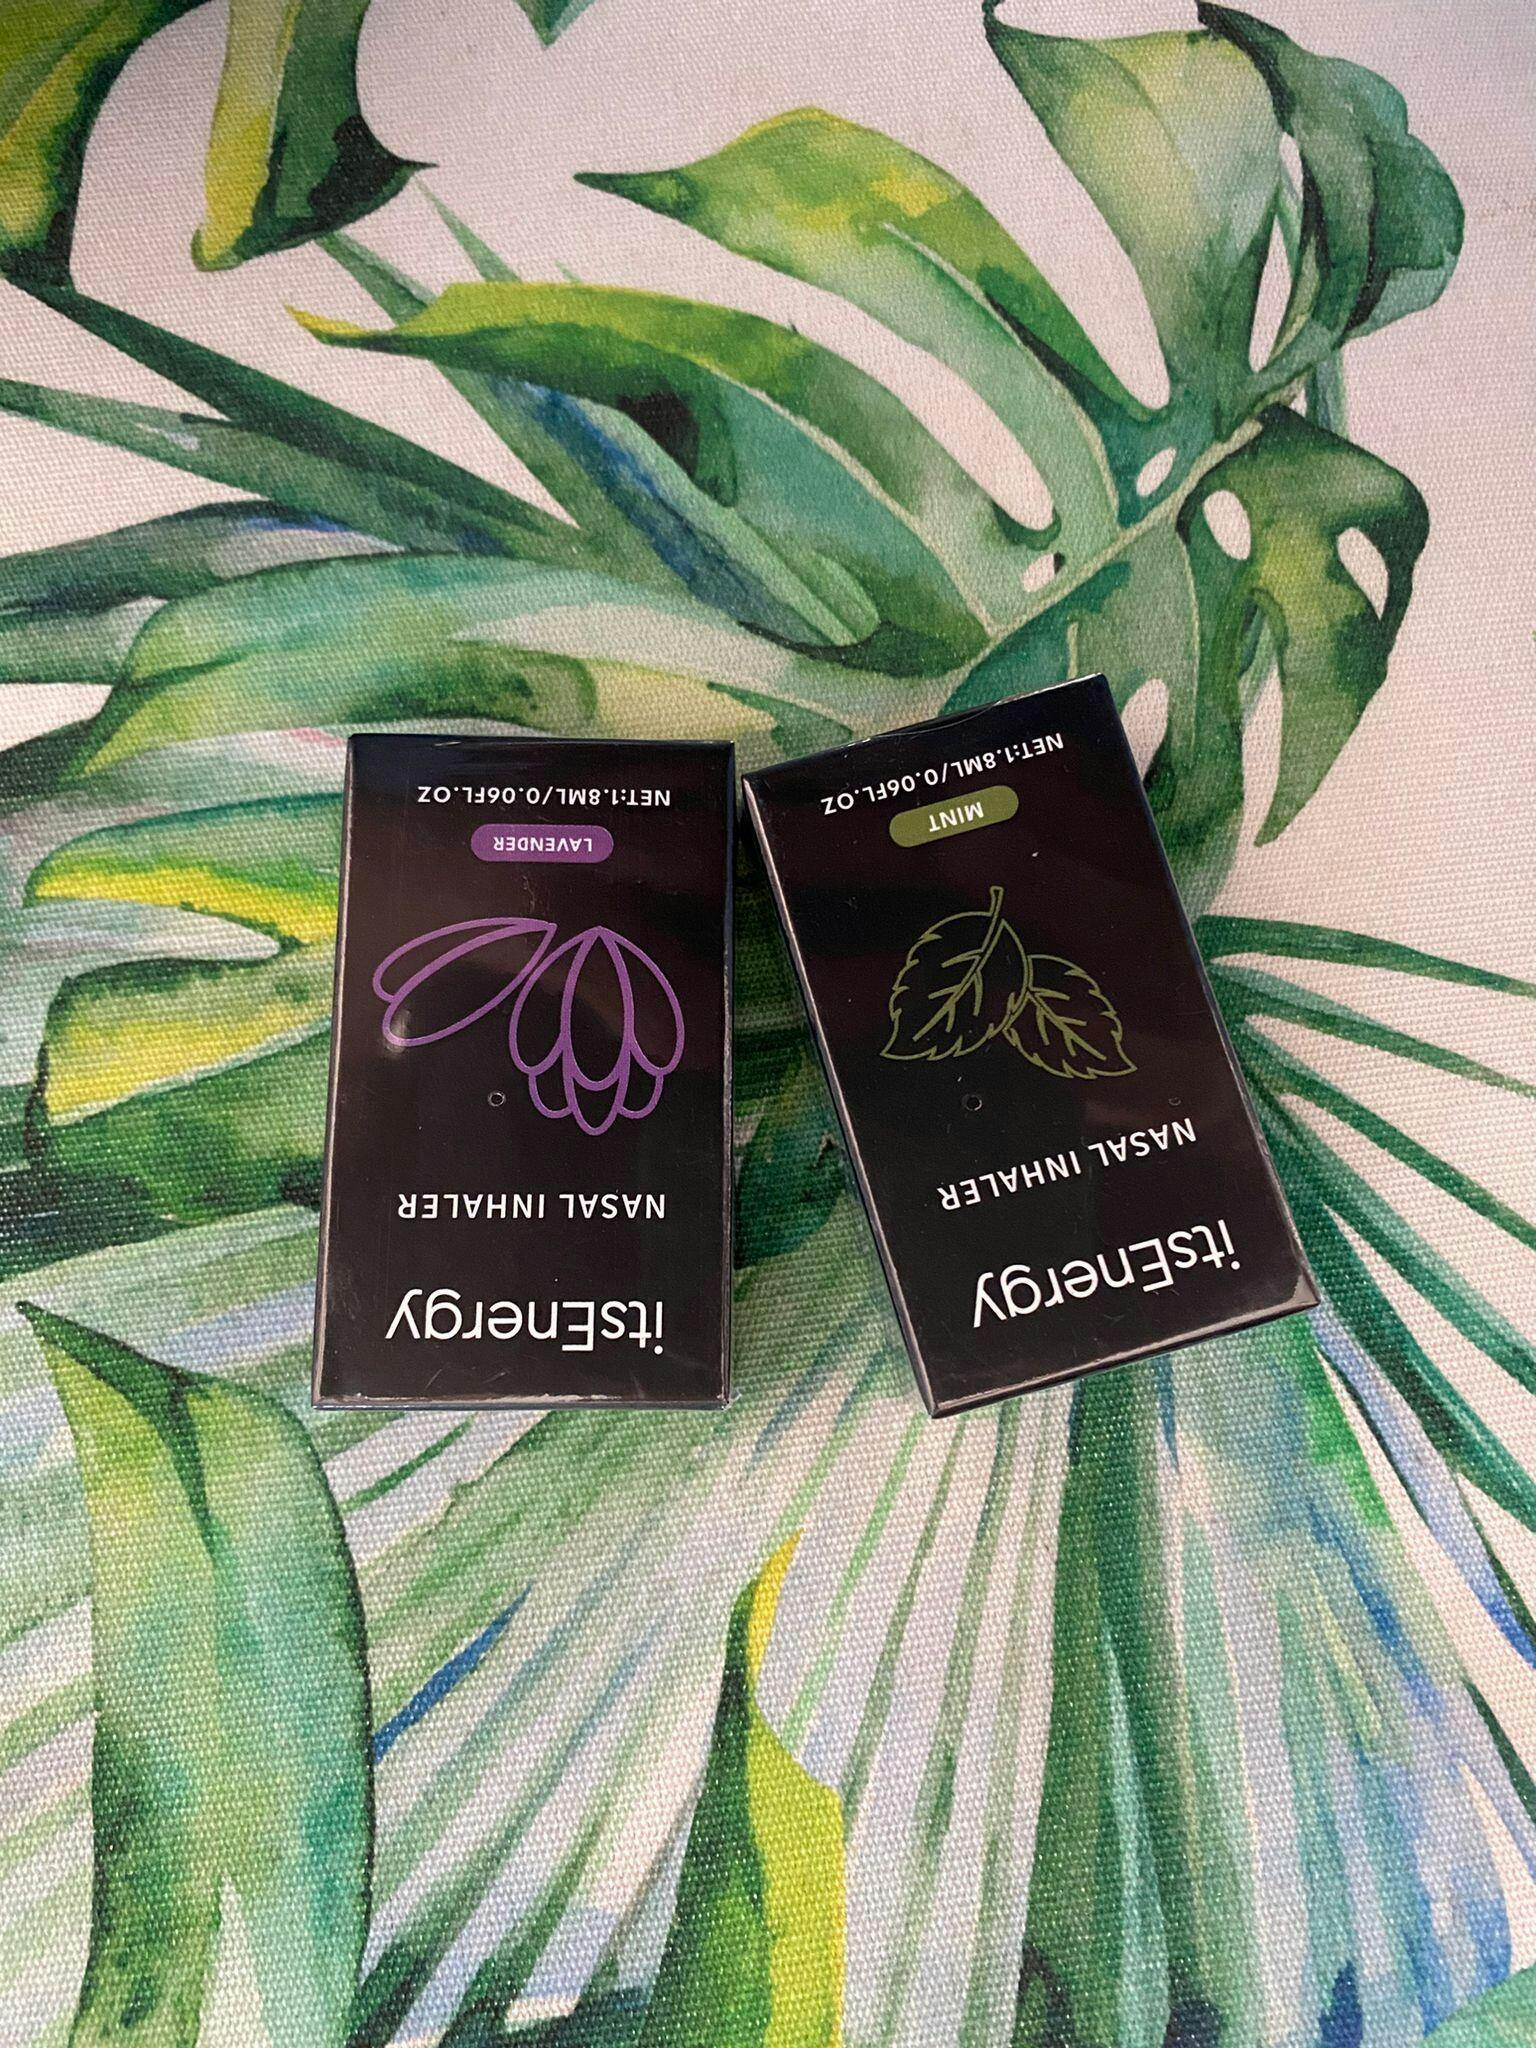 itsEnergy
NASAL INHALER
LAVENDER
NET:1.8ML/0.06FL.OZ
itsEnergy
NASAL INHALER
MINT
NET:1.8ML/0.06FL.OZ